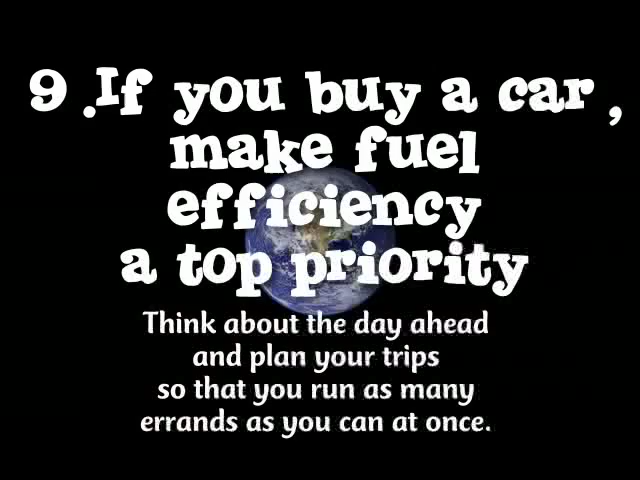 9 .If you buy a car ,
make fuel
efficiency
a top priority
Think about the day ahead
and plan your trips
so that you run as many
errands as you can at once.